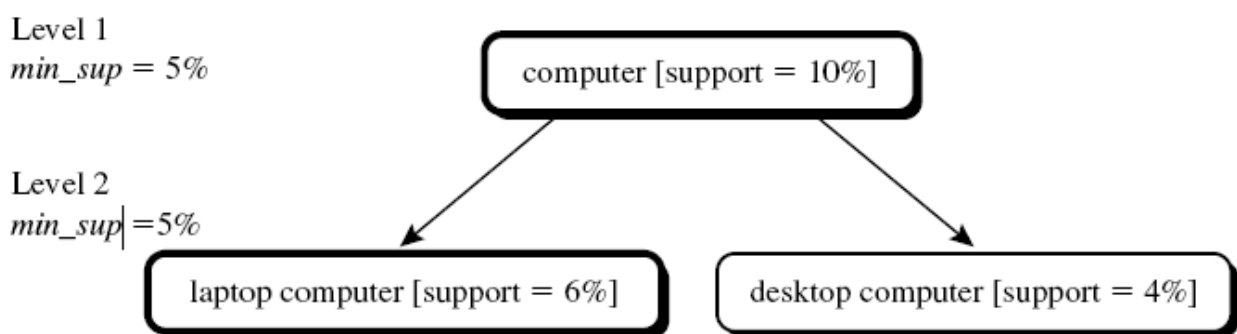 Level 1
min_sup = 5%
computer [support = 10%]
Level 2
min_sup =5%
laptop computer [support = 6%]
desktop computer [support = 4%]